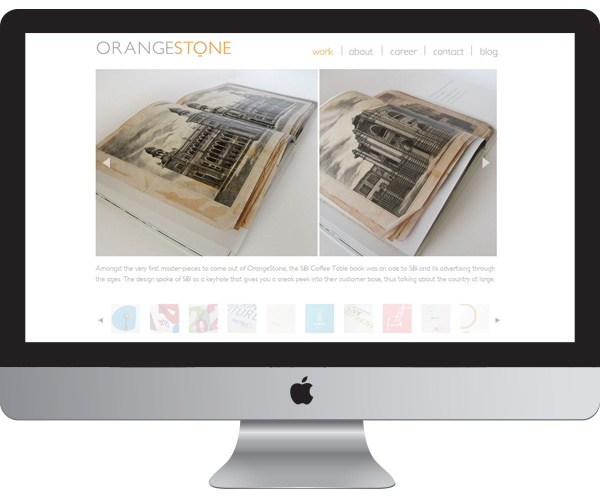 ORANGESTONE
work | about | career | contact | blog
Amongst the very first master-pieces to come out of OrangeStone, the SBI Coffee Table book was an ode to SBI and its advertising through
the ages. The design spoke of SBI as a keyhole that gives you a sneak peek into their customer base, thus talking about the country at large.